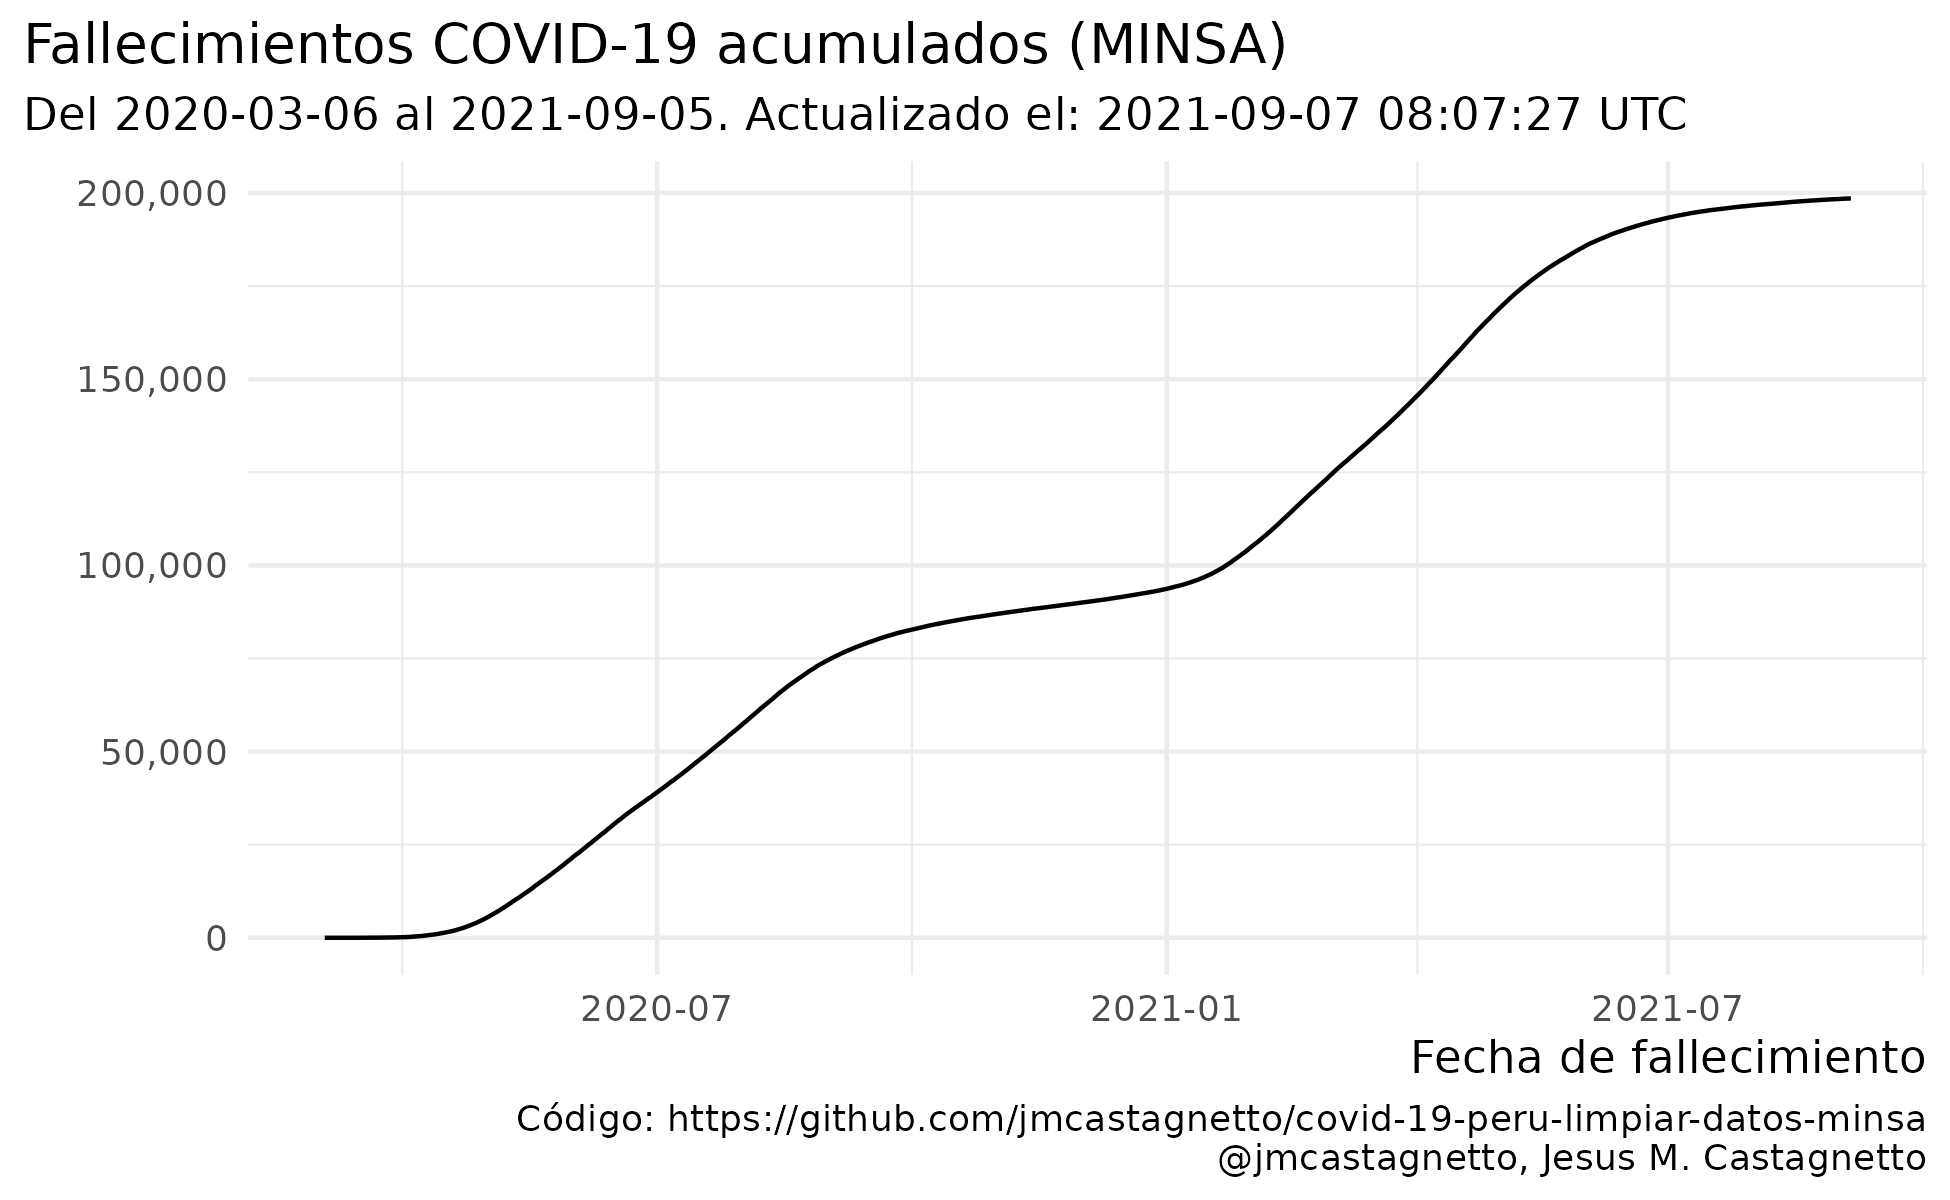 Fallecimientos COVID-19 acumulados (MINSA)
Del 2020-03-06 al 2021-09-05. Actualizado el: 2021-09-07 08:07:27 UTC
200,000
150,000
100,000
50,000
0
2020-07 2021-01 2021-07
Fecha de fallecimiento
Código: https://github.com/jmcastagnetto/covid-19-peru-limpiar-datos-minsa
@jmcastagnetto, Jesus M. Castagnetto